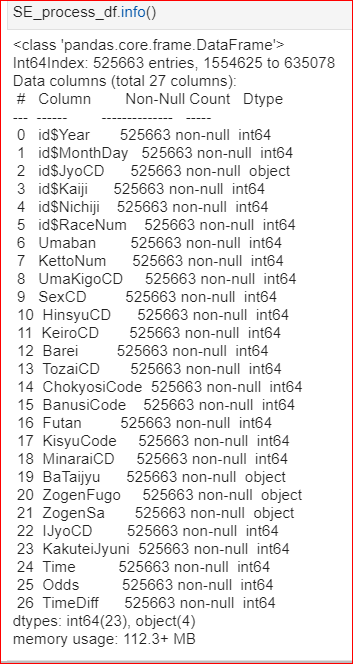 SE_process_df.info()
<class 'pandas.core.frame.DataFrame'>
Int64Index: 525663 entries, 1554625 to 635078
Data columns (total 27 columns):
# Column Non-Null Count Dtype
--- ------ -------------- -----
0 id$Year 525663 non-null int64
1 id$MonthDay 525663 non-null int64
2 id$JyoCD 525663 non-null object
3 id$Kaiji 525663 non-null int64
4 id$Nichiji 525663 non-null int64
5 id$RaceNum 525663 non-null int64
6 Umaban 525663 non-null int64
7 KettoNum 525663 non-null int64
8 UmaKigoCD 525663 non-null int64
9 SexCD 525663 non-null int64
10 HinsyuCD 525663 non-null int64
11 KeiroCD 525663 non-null int64
12 Barei 525663 non-null int64
13 TozaiCD 525663 non-null int64
14 ChokyosiCode 525663 non-null int64
15 BanusiCode 525663 non-null int64
16 Futan 525663 non-null int64
17 KisyuCode 525663 non-null int64
18 MinaraiCD 525663 non-null int64
19 BaTaijyu 525663 non-null object
20 ZogenFugo 525663 non-null object
21 ZogenSa 525663 non-null object
22 IJyoCD 525663 non-null int64
23 KakuteiJyuni 525663 non-null int64
24 Time 525663 non-null int64
25 Odds 525663 non-null int64
26 TimeDiff 525663 non-null int64
dtypes: int64(23), object(4)
memory usage: 112.3+ MB